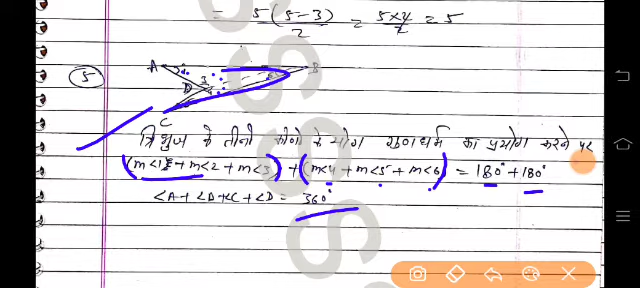 = 5(5-3)/2 = 5×4/2 = 5
5
A B
3
D
C
त्रिभुज के तीनो कोणो के योग गुणधर्म का प्रयोग करने पर
(m<1 + m<2 + m<3) + (m<4 + m<5 + m<6) = 180° + 180°
<A + <D + <C + <D = 360°